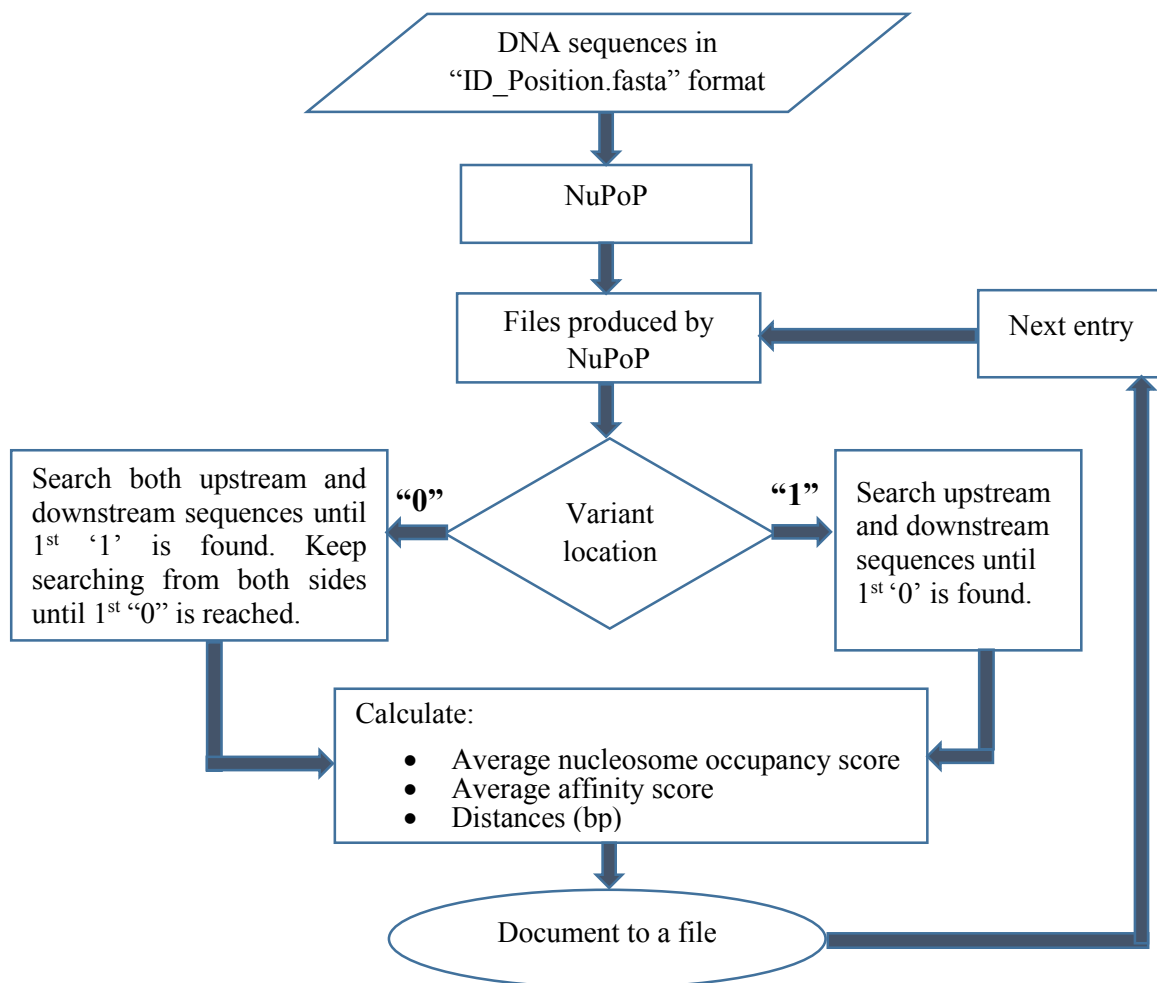 DNA sequences in
“ID_Position.fasta” format
NuPoP
Files produced by
NuPoP
Next entry
Search both upstream and
downstream sequences until
1st ‘1’ is found. Keep
searching from both sides
until 1st “0” is reached.
“0”
Variant
location
“1”
Search upstream
and downstream
sequences until
1st ‘0’ is found.
Calculate:
• Average nucleosome occupancy score
• Average affinity score
• Distances (bp)
Document to a file